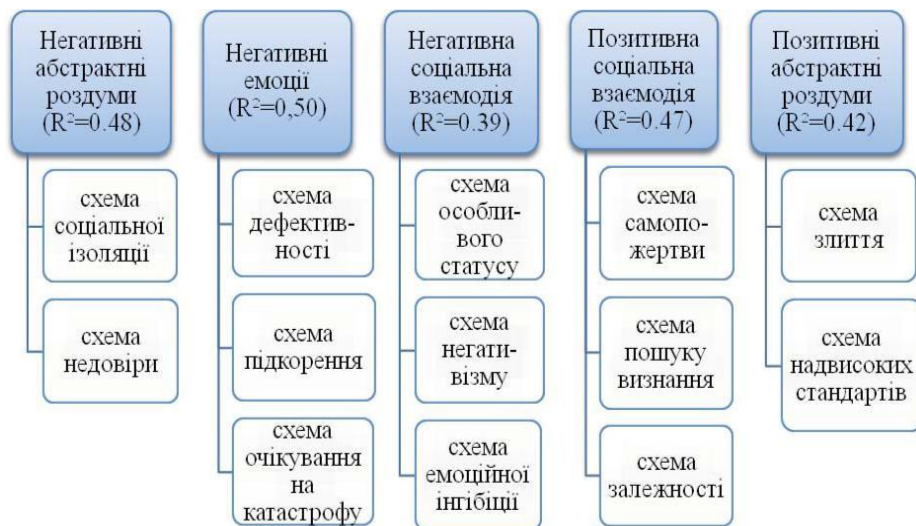 Негативні
абстрактні
роздуми
(R²=0.48)
схема
соціальної
ізоляції
схема
недовіри
Негативні
емоції
(R²=0,50)
схема
дефектив-
ності
схема
підкорення
схема
очікування
на
катастрофу
Негативна
соціальна
взаємодія
(R²=0.39)
схема
особли-
вого
статусу
схема
негати-
візму
схема
емоційної
інгібіції
Позитивна
соціальна
взаємодія
(R²=0.47)
схема
самопо-
жертви
схема
пошуку
визнання
схема
залежності
Позитивні
абстрактні
роздуми
(R²=0.42)
схема
злиття
схема
надвисоких
стандартів